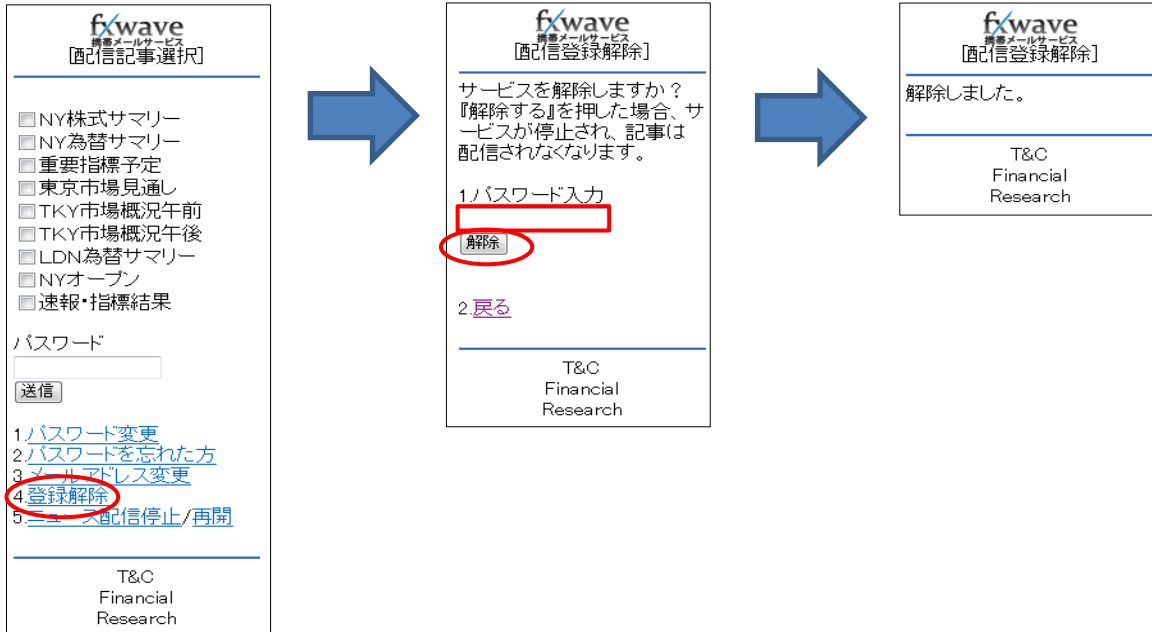 fxwave
携帯メールサービス
[配信記事選択]
NY株式サマリー
NY為替サマリー
重要指標予定
東京市場見通し
TKY市場概況午前
TKY市場概況午後
LDN為替サマリー
NYオープン
速報・指標結果
パスワード
送信
1.パスワード変更
2.パスワードを忘れた方
3.メールアドレス変更
4.登録解除
5.ニュース配信停止/再開
T&C
Financial
Research
fxwave
携帯メールサービス
[配信登録解除]
サービスを解除しますか?
『解除する』を押した場合、サ
ービスが停止され、記事は
配信されなくなります。
1.パスワード入力
解除
2.戻る
T&C
Financial
Research
fxwave
携帯メールサービス
[配信登録解除]
解除しました。
T&C
Financial
Research